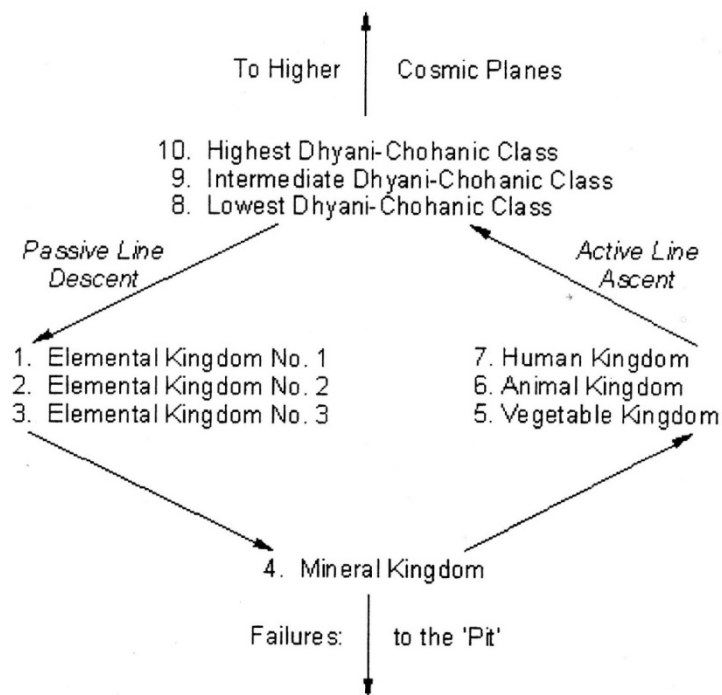 To Higher Cosmic Planes
10. Highest Dhyani-Chohanic Class
9. Intermediate Dhyani-Chohanic Class
8. Lowest Dhyani-Chohanic Class
Passive Line
Descent
Active Line
Ascent
1. Elemental Kingdom No. 1
2. Elemental Kingdom No. 2
3. Elemental Kingdom No. 3
7. Human Kingdom
6. Animal Kingdom
5. Vegetable Kingdom
4. Mineral Kingdom
Failures: to the 'Pit'